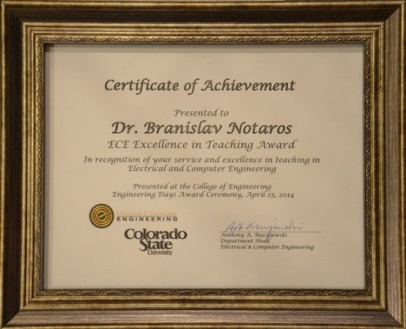 Certificate of Achievement
Presented to
Dr. Branislav Notaros
ECE Excellence in Teaching Award
In recognition of your service and excellence in teaching in
Electrical and Computer Engineering
Presented at the College of Engineering
Engineering Days Award Ceremony, April 25, 2014
ENGINEERING
Colorado
State
University
Anthony A. Maciejewski
Department Head
Electrical & Computer Engineering